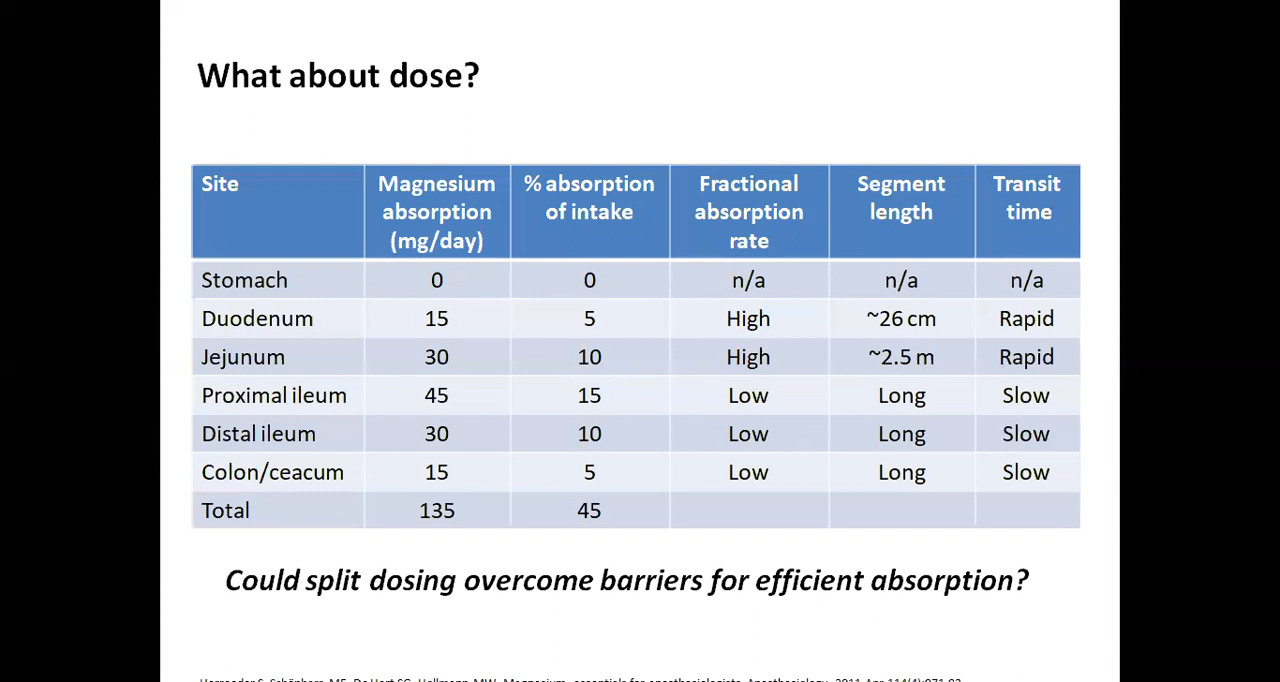 What about dose?
Site Magnesium absorption (mg/day) % absorption of intake Fractional absorption rate Segment length Transit time
Stomach 0 0 n/a n/a n/a
Duodenum 15 5 High ~26 cm Rapid
Jejunum 30 10 High ~2.5 m Rapid
Proximal ileum 45 15 Low Long Slow
Distal ileum 30 10 Low Long Slow
Colon/ceacum 15 5 Low Long Slow
Total 135 45
Could split dosing overcome barriers for efficient absorption?